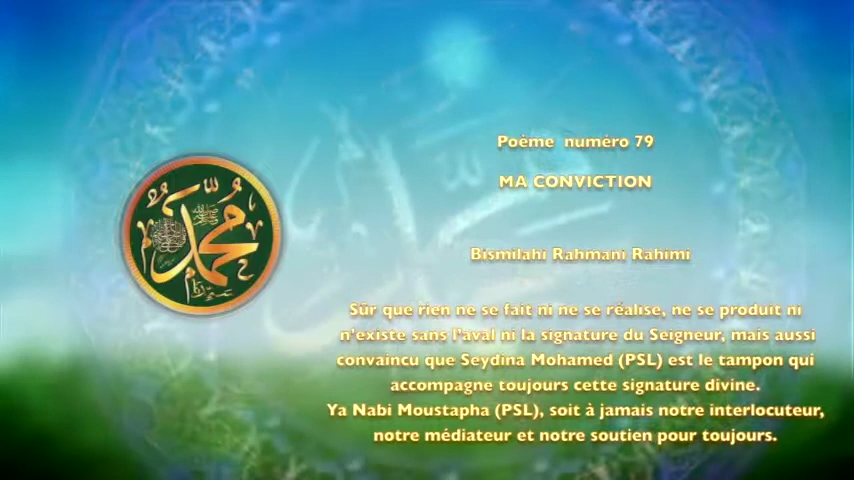 Poème numéro 79
MA CONVICTION
Bismilahi Rahmani Rahimi
محمد
Sûr que rien ne se fait ni ne se réalise, ne se produit ni
n'existe sans l'aval ni la signature du Seigneur, mais aussi
convaincu que Seydina Mohamed (PSL) est le tampon qui
accompagne toujours cette signature divine.
Ya Nabi Moustapha (PSL), soit à jamais notre interlocuteur,
notre médiateur et notre soutien pour toujours.